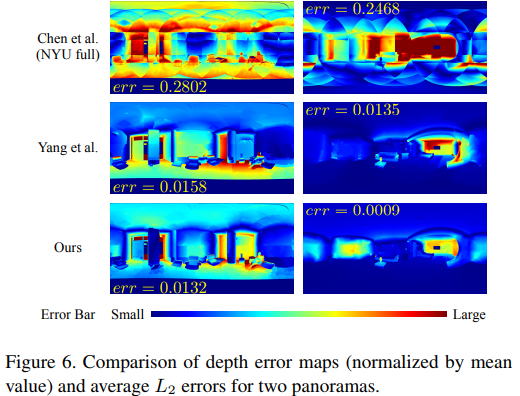 Chen et al.
(NYU full)
err = 0.2802
err = 0.2468
Yang et al.
err = 0.0158
err = 0.0135
Ours
err = 0.0132
err = 0.0009
Error Bar Small Large
Figure 6. Comparison of depth error maps (normalized by mean
value) and average L₂ errors for two panoramas.